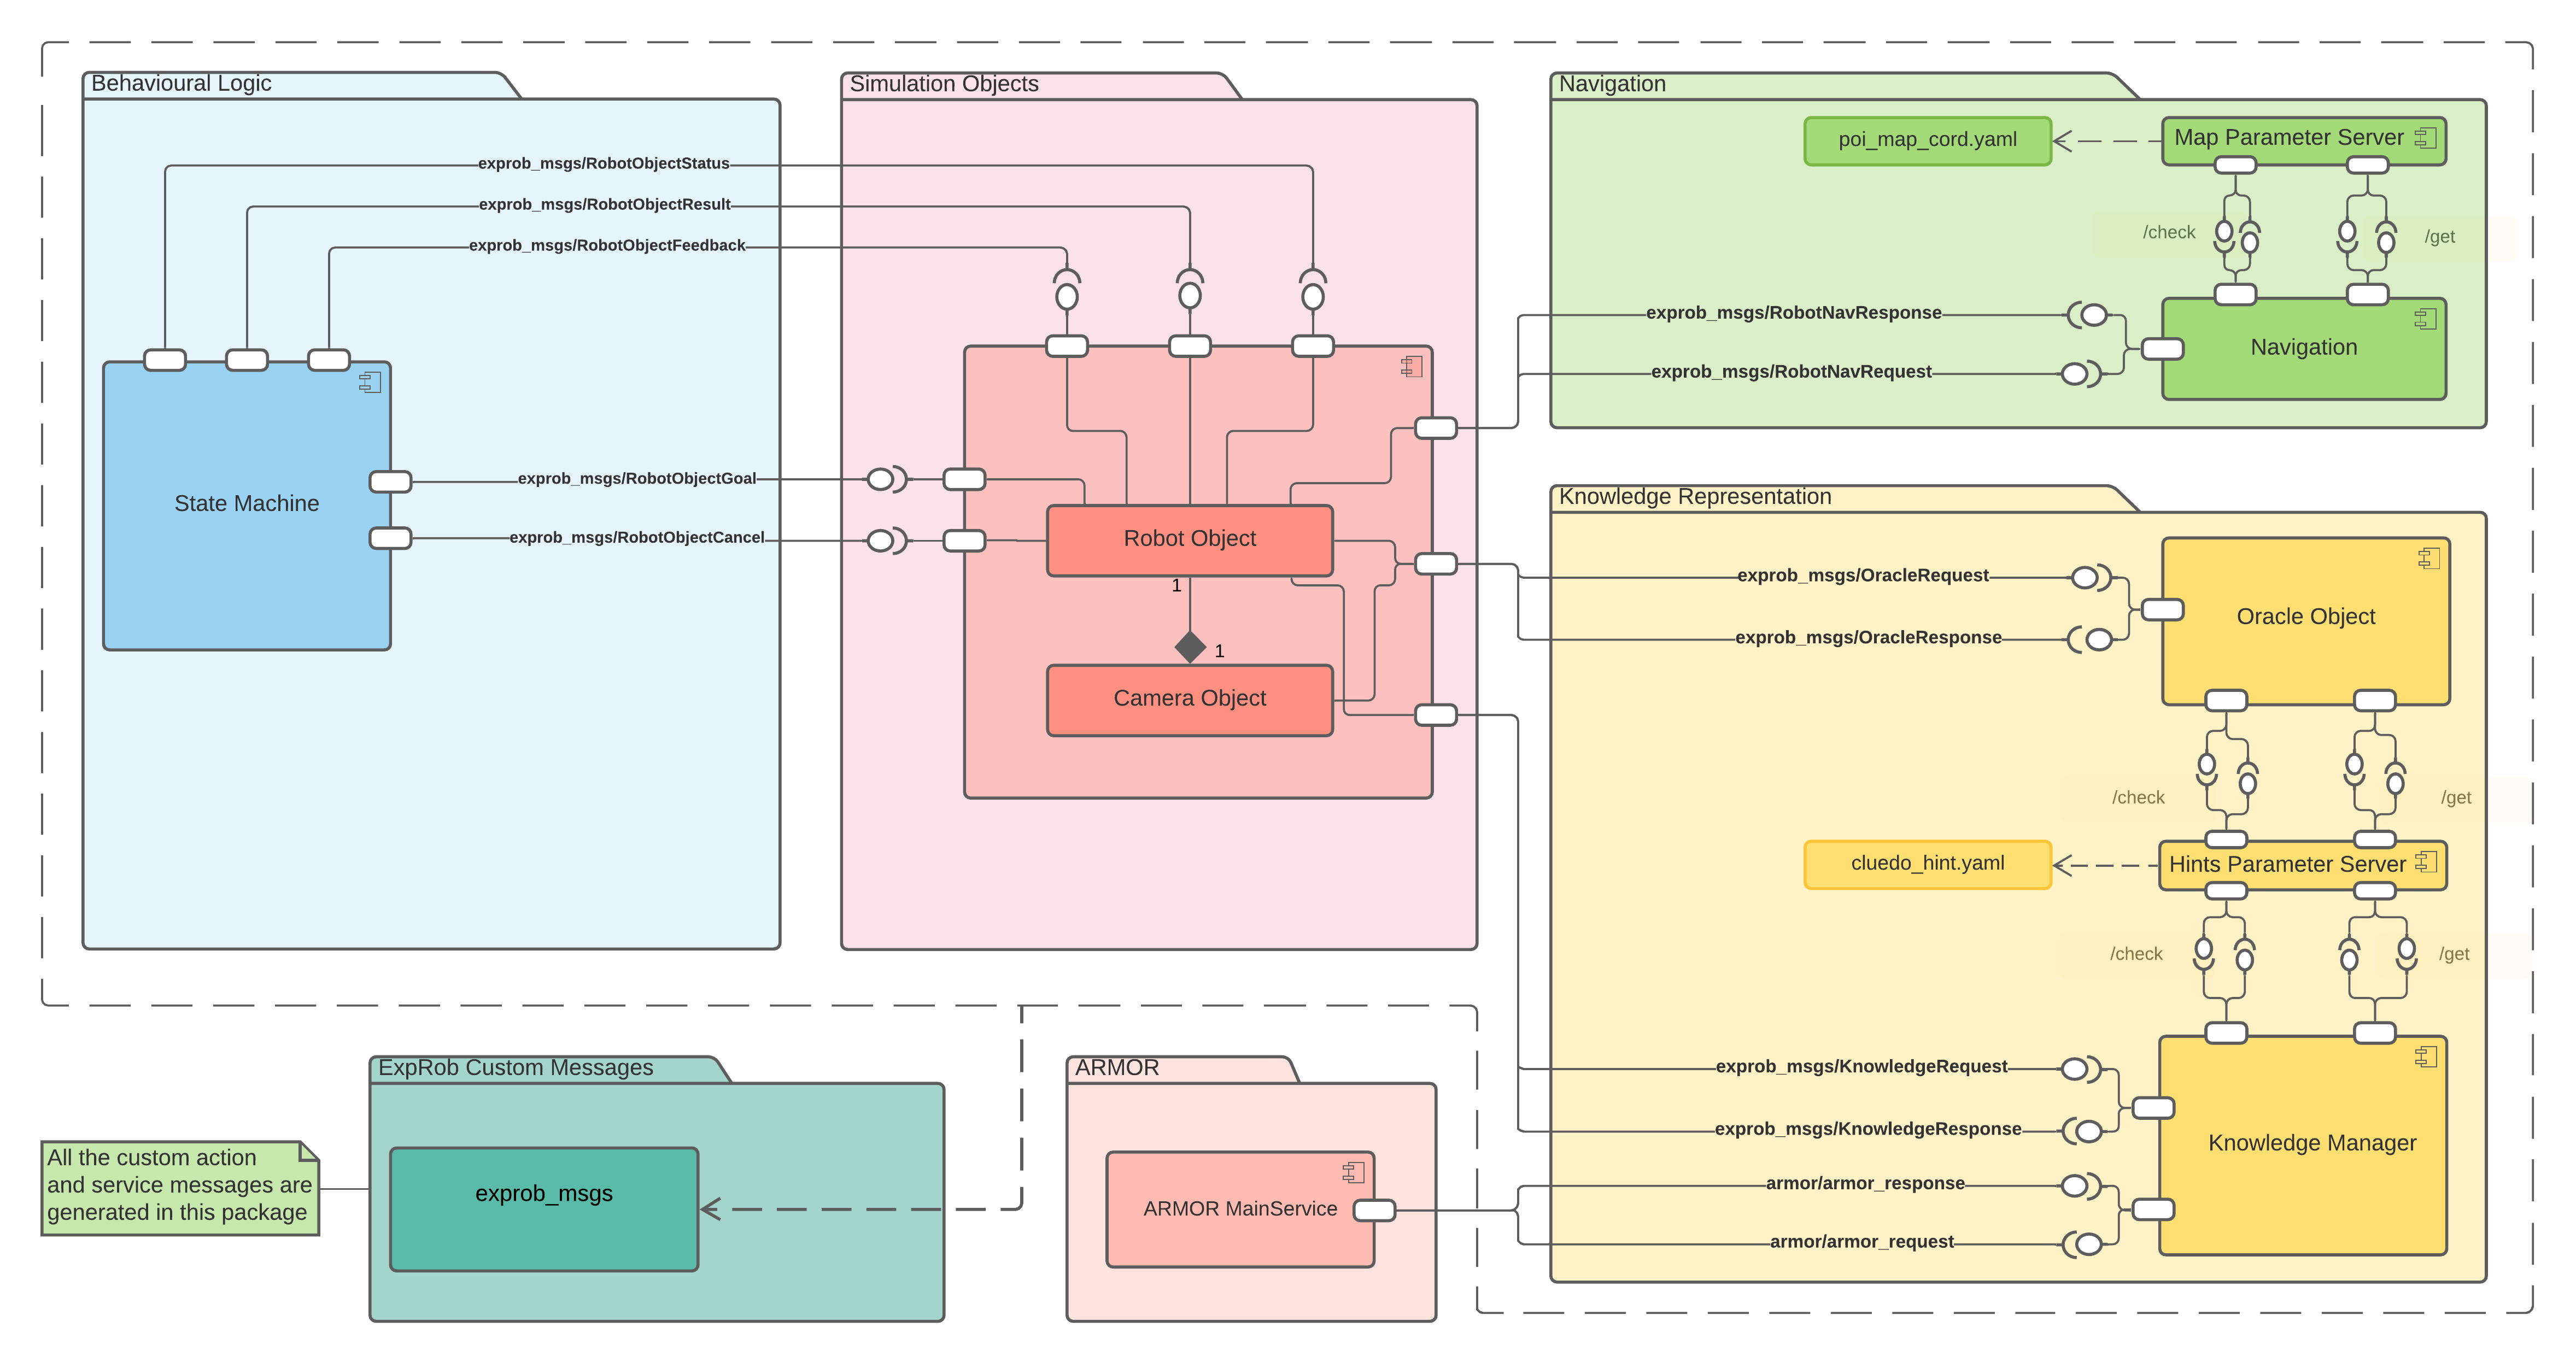 Behavioural Logic
exprob_msgs/RobotObjectStatus
exprob_msgs/RobotObjectResult
exprob_msgs/RobotObjectFeedback
State Machine
exprob_msgs/RobotObjectGoal
exprob_msgs/RobotObjectCancel
Simulation Objects
Robot Object
1
1
Camera Object
Navigation
poi_map_cord.yaml
Map Parameter Server
/check
/get
exprob_msgs/RobotNavResponse
exprob_msgs/RobotNavRequest
Navigation
Knowledge Representation
exprob_msgs/OracleRequest
exprob_msgs/OracleResponse
Oracle Object
/check
/get
cluedo_hint.yaml
Hints Parameter Server
/check
/get
exprob_msgs/KnowledgeRequest
exprob_msgs/KnowledgeResponse
Knowledge Manager
armor/armor_response
armor/armor_request
All the custom action
and service messages are
generated in this package
ExpRob Custom Messages
exprob_msgs
ARMOR
ARMOR MainService